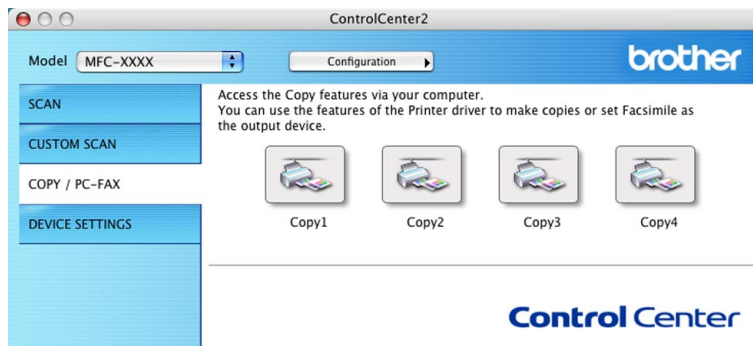 ControlCenter2
Model MFC-XXXX Configuration brother
SCAN
CUSTOM SCAN
COPY / PC-FAX
DEVICE SETTINGS
Access the Copy features via your computer.
You can use the features of the Printer driver to make copies or set Facsimile as
the output device.
Copy1 Copy2 Copy3 Copy4
Control Center